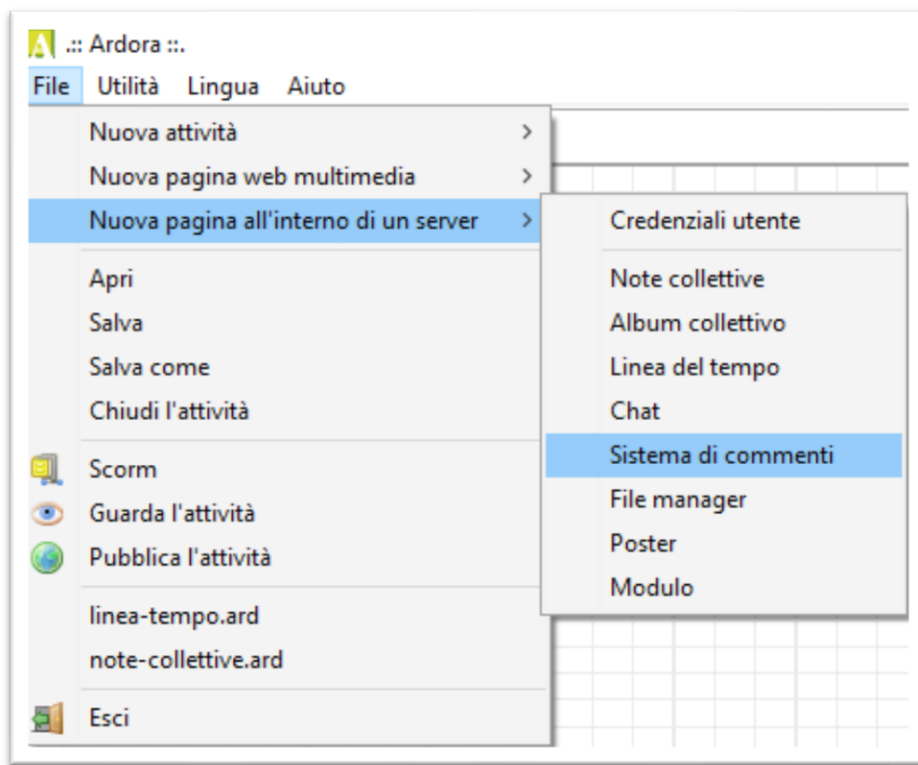 .:: Ardora ::.
File Utilità Lingua Aiuto
Nuova attività
Nuova pagina web multimedia
Nuova pagina all'interno di un server
Apri
Salva
Salva come
Chiudi l'attività
Scorm
Guarda l'attività
Pubblica l'attività
linea-tempo.ard
note-collettive.ard
Esci
Credenziali utente
Note collettive
Album collettivo
Linea del tempo
Chat
Sistema di commenti
File manager
Poster
Modulo